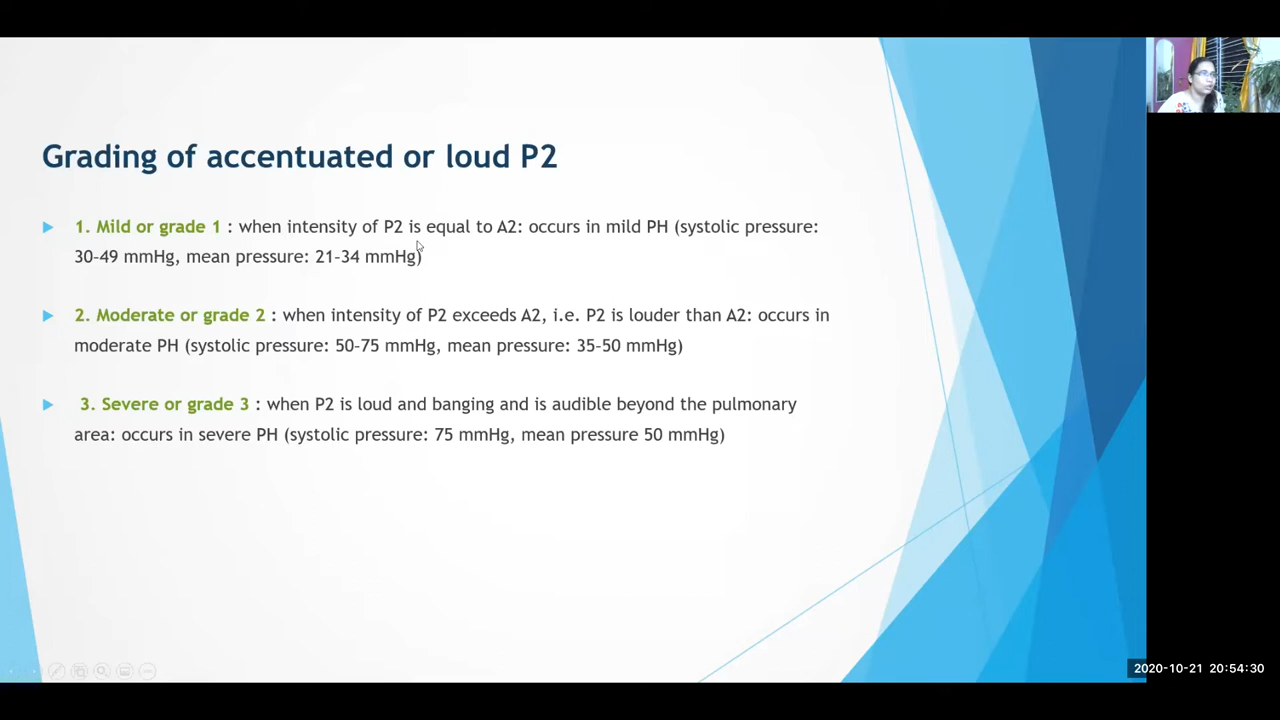 Grading of accentuated or loud P2
1. Mild or grade 1 : when intensity of P2 is equal to A2: occurs in mild PH (systolic pressure:
30–49 mmHg, mean pressure: 21–34 mmHg)
2. Moderate or grade 2 : when intensity of P2 exceeds A2, i.e. P2 is louder than A2: occurs in
moderate PH (systolic pressure: 50–75 mmHg, mean pressure: 35–50 mmHg)
3. Severe or grade 3 : when P2 is loud and banging and is audible beyond the pulmonary
area: occurs in severe PH (systolic pressure: 75 mmHg, mean pressure 50 mmHg)
2020-10-21 20:54:30